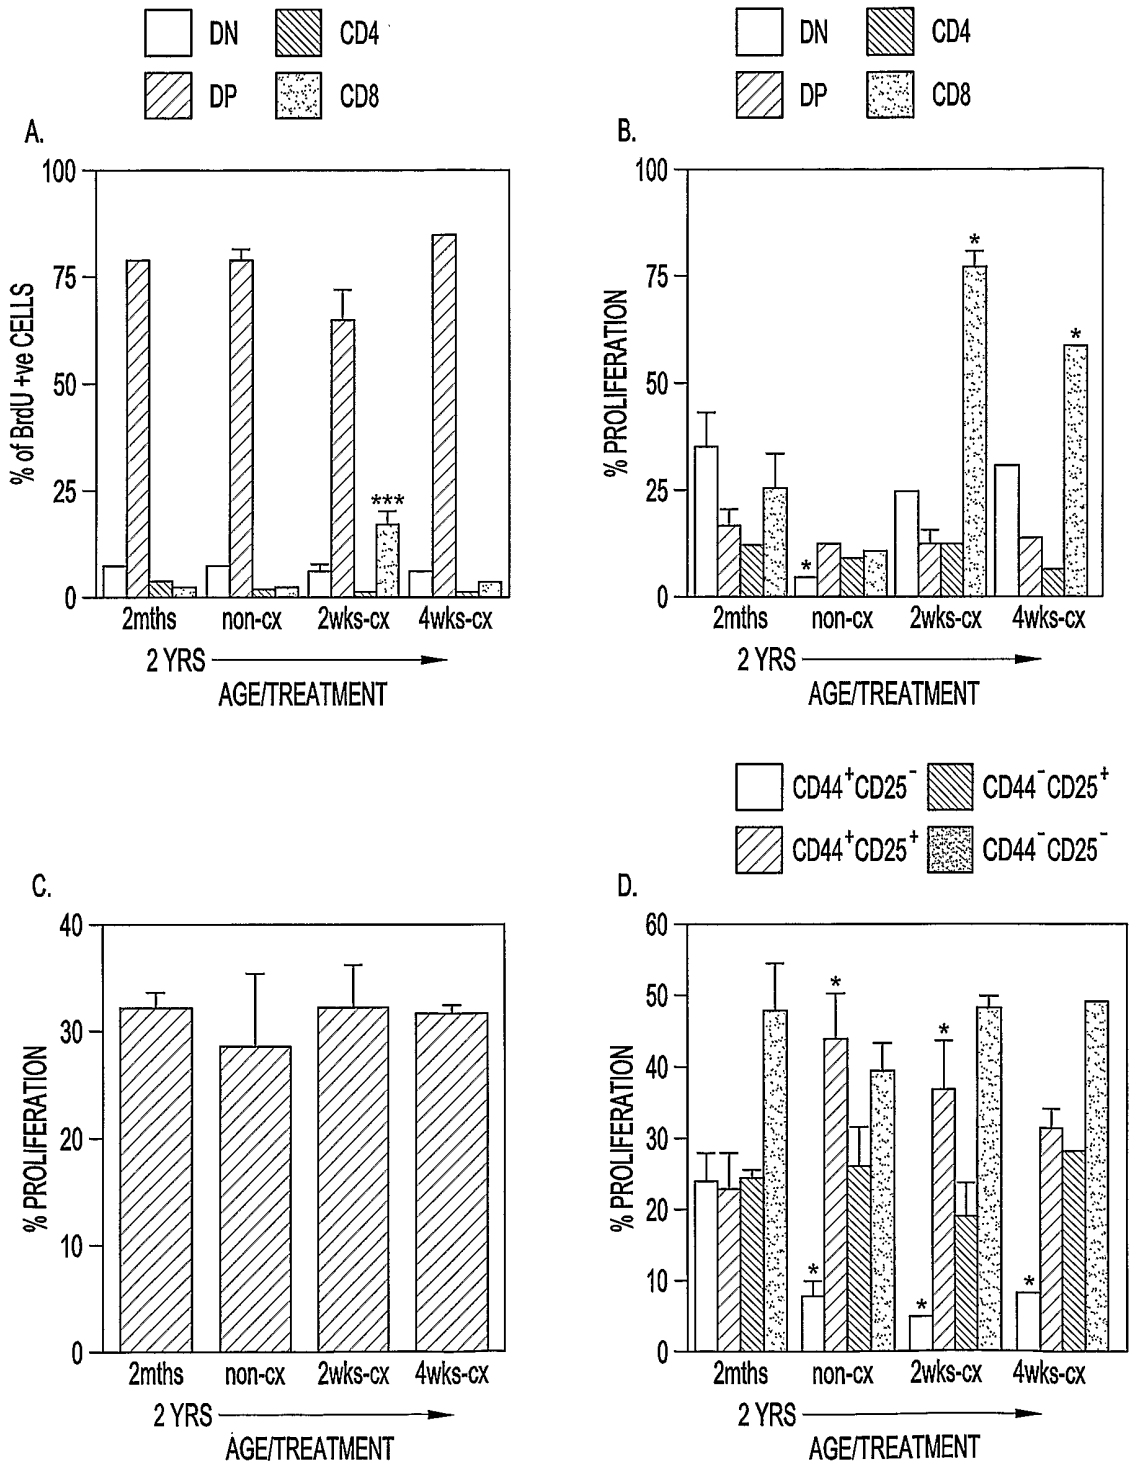 DN CD4
DP CD8
A.
100
75
50
25
0
% of BrdU +ve CELLS
***
2mths non-cx 2wks-cx 4wks-cx
2 YRS
AGE/TREATMENT
DN CD4
DP CD8
B.
100
75
50
25
0
% PROLIFERATION
*
*
*
2mths non-cx 2wks-cx 4wks-cx
2 YRS
AGE/TREATMENT
C.
40
30
20
10
0
% PROLIFERATION
2mths non-cx 2wks-cx 4wks-cx
2 YRS
AGE/TREATMENT
CD44⁺CD25⁻ CD44⁻CD25⁺
CD44⁺CD25⁺ CD44⁻CD25⁻
D.
60
50
40
30
20
10
0
% PROLIFERATION
*
*
*
*
*
2mths non-cx 2wks-cx 4wks-cx
2 YRS
AGE/TREATMENT